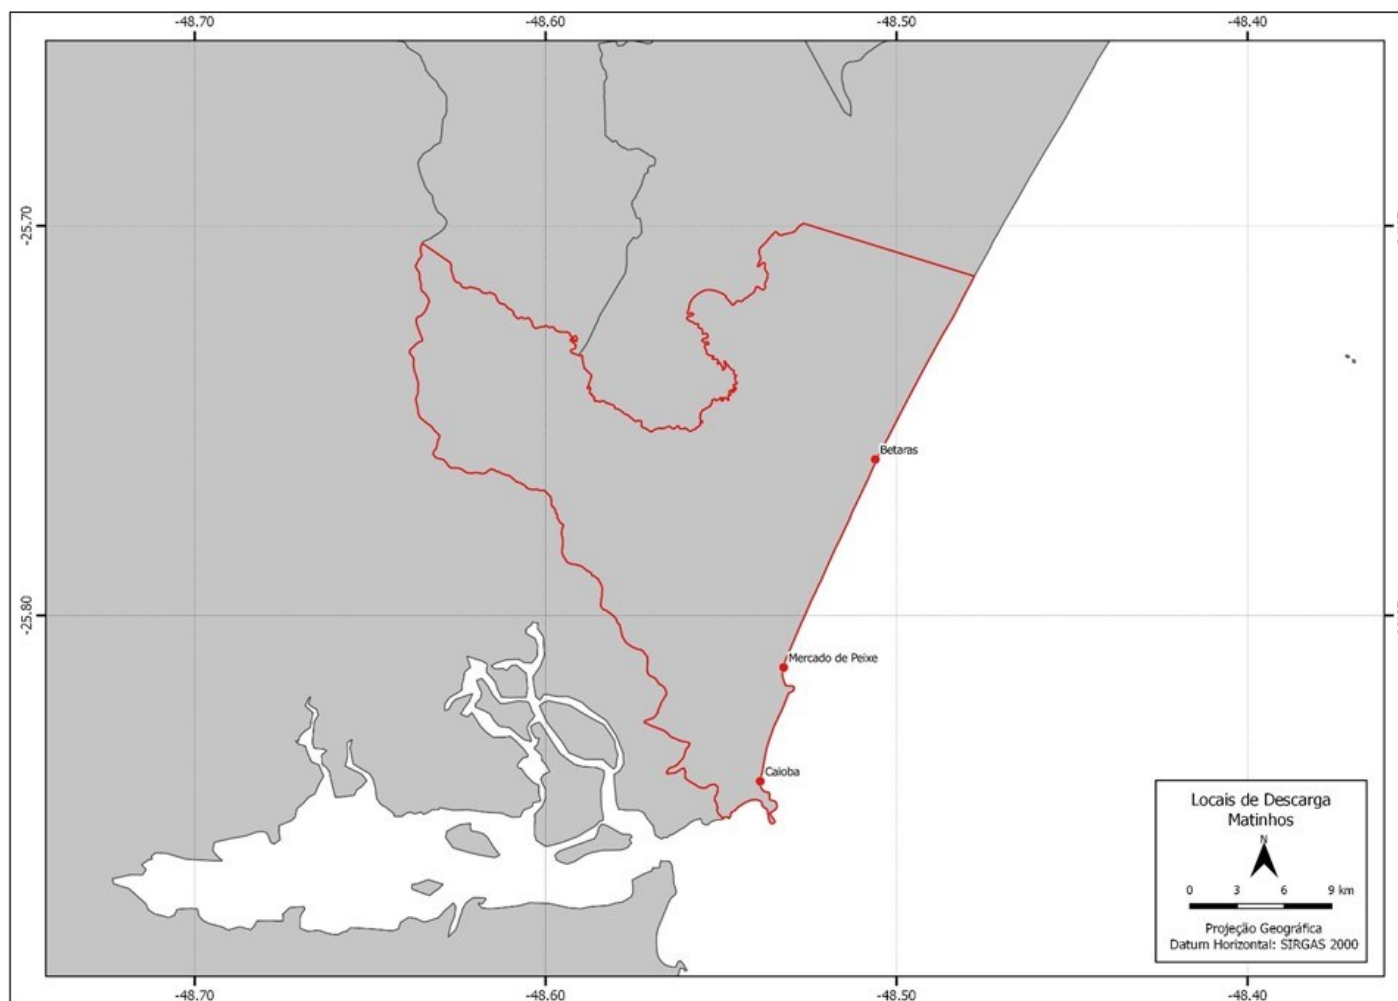 -48.70 -48.60 -48.50 -48.40
-25.70
Betaras
-25.80
Mercado de Peixe
Caioba
Locais de Descarga
Matinhos
N
0 3 6 9 km
Projeção Geográfica
Datum Horizontal: SIRGAS 2000
-48.70 -48.60 -48.50 -48.40